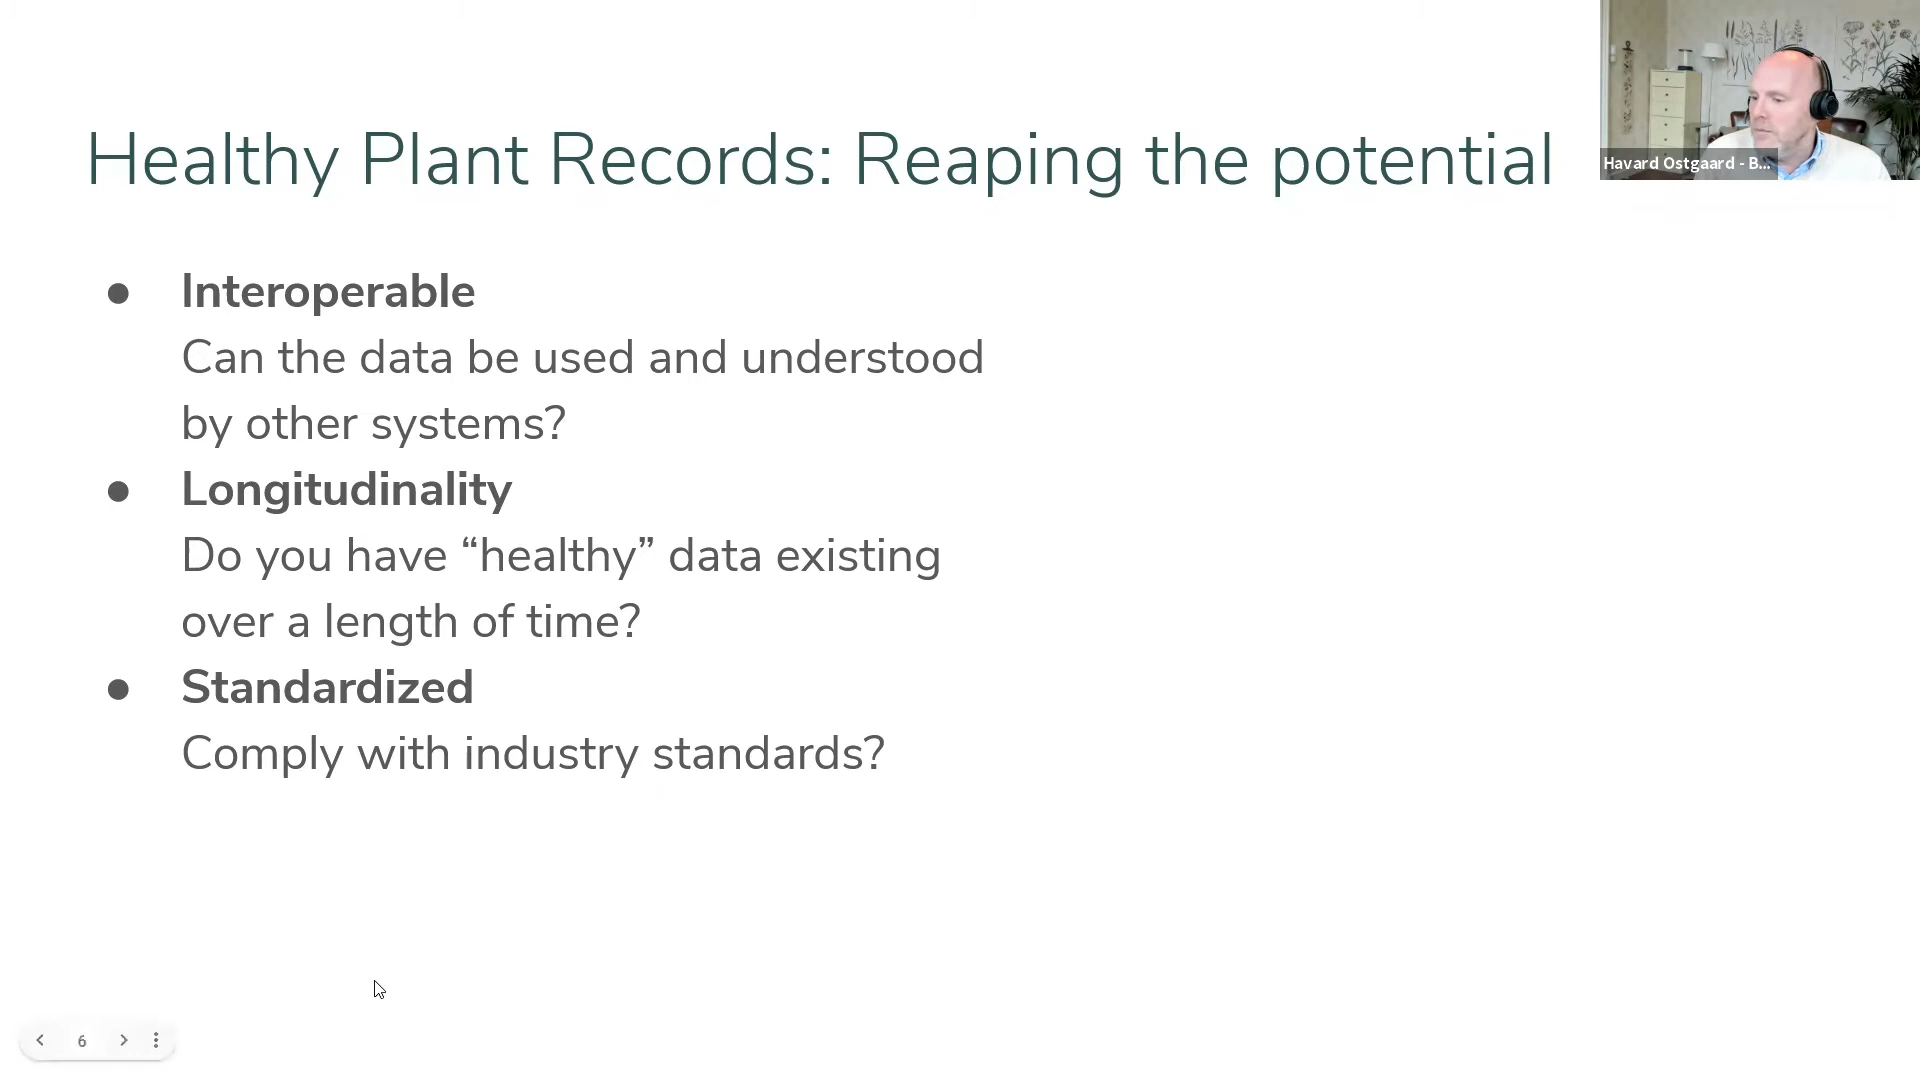 Healthy Plant Records: Reaping the potential
Havard Ostgaard - B...
● Interoperable
Can the data be used and understood
by other systems?
● Longitudinality
Do you have “healthy” data existing
over a length of time?
● Standardized
Comply with industry standards?
6